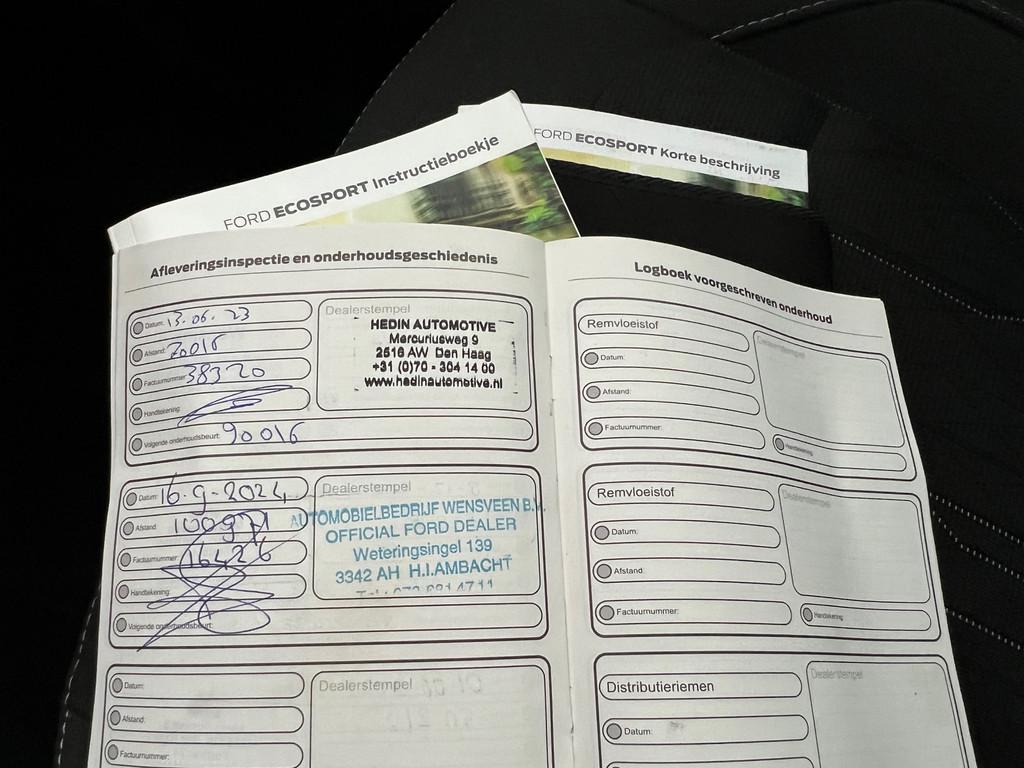 FORD ECOSPORT Instructieboekje
FORD ECOSPORT Korte beschrijving
Afleveringsinspectie en onderhoudsgeschiedenis
Datum: 13.06.23
Afstand: 70016
Factuurnummer: 38320
Handtekening:
Volgende onderhoudsbeurt: 90016
Dealerstempel
HEDIN AUTOMOTIVE
Mercuriusweg 9
2516 AW Den Haag
+31 (0)70 - 304 14 00
www.hedinautomotive.nl
Datum: 16-9-2024
Afstand: 100971
Factuurnummer: 16426
Handtekening:
Volgende onderhoudsbeurt:
Dealerstempel
AUTOMOBIELBEDRIJF WENSVEEN B.V.
OFFICIAL FORD DEALER
Weteringsingel 139
3342 AH H.I.AMBACHT
Datum:
Afstand:
Factuurnummer:
Dealerstempel
Logboek voorgeschreven onderhoud
Remvloeistof
Datum:
Afstand:
Factuurnummer:
Dealerstempel
Handtekening:
Remvloeistof
Datum:
Afstand:
Factuurnummer:
Dealerstempel
Handtekening:
Distributieriemen
Datum:
Dealerstempel